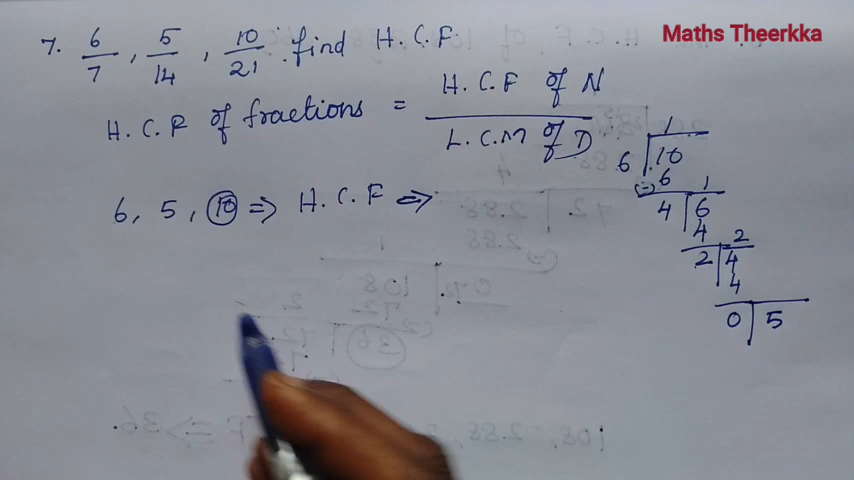 Maths Theerkka
7. 6/7, 5/14, 10/21. find H.C.F.
H.C.F of fractions = H.C.F of N / L.C.M of D
6, 5, 10 ⇒ H.C.F ⇒
1
6 10
(-) 6 1
4 6
4 2
2 4
4
0 5